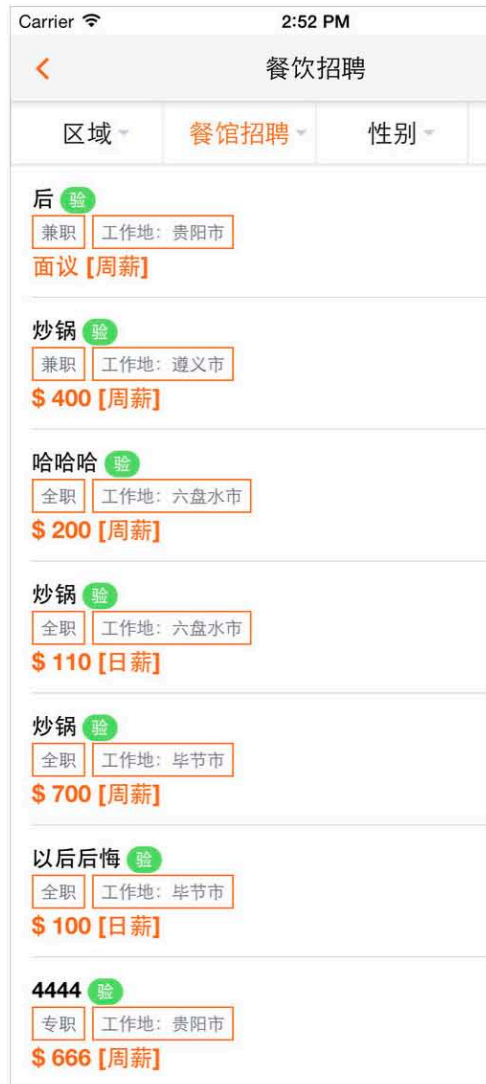 Carrier 2:52 PM
餐饮招聘
区域 餐馆招聘 性别
后 验
兼职 工作地：贵阳市
面议 [周薪]
炒锅 验
兼职 工作地：遵义市
$ 400 [周薪]
哈哈哈 验
全职 工作地：六盘水市
$ 200 [周薪]
炒锅 验
全职 工作地：六盘水市
$ 110 [日薪]
炒锅 验
全职 工作地：毕节市
$ 700 [周薪]
以后后悔 验
全职 工作地：毕节市
$ 100 [日薪]
4444 验
专职 工作地：贵阳市
$ 666 [周薪]